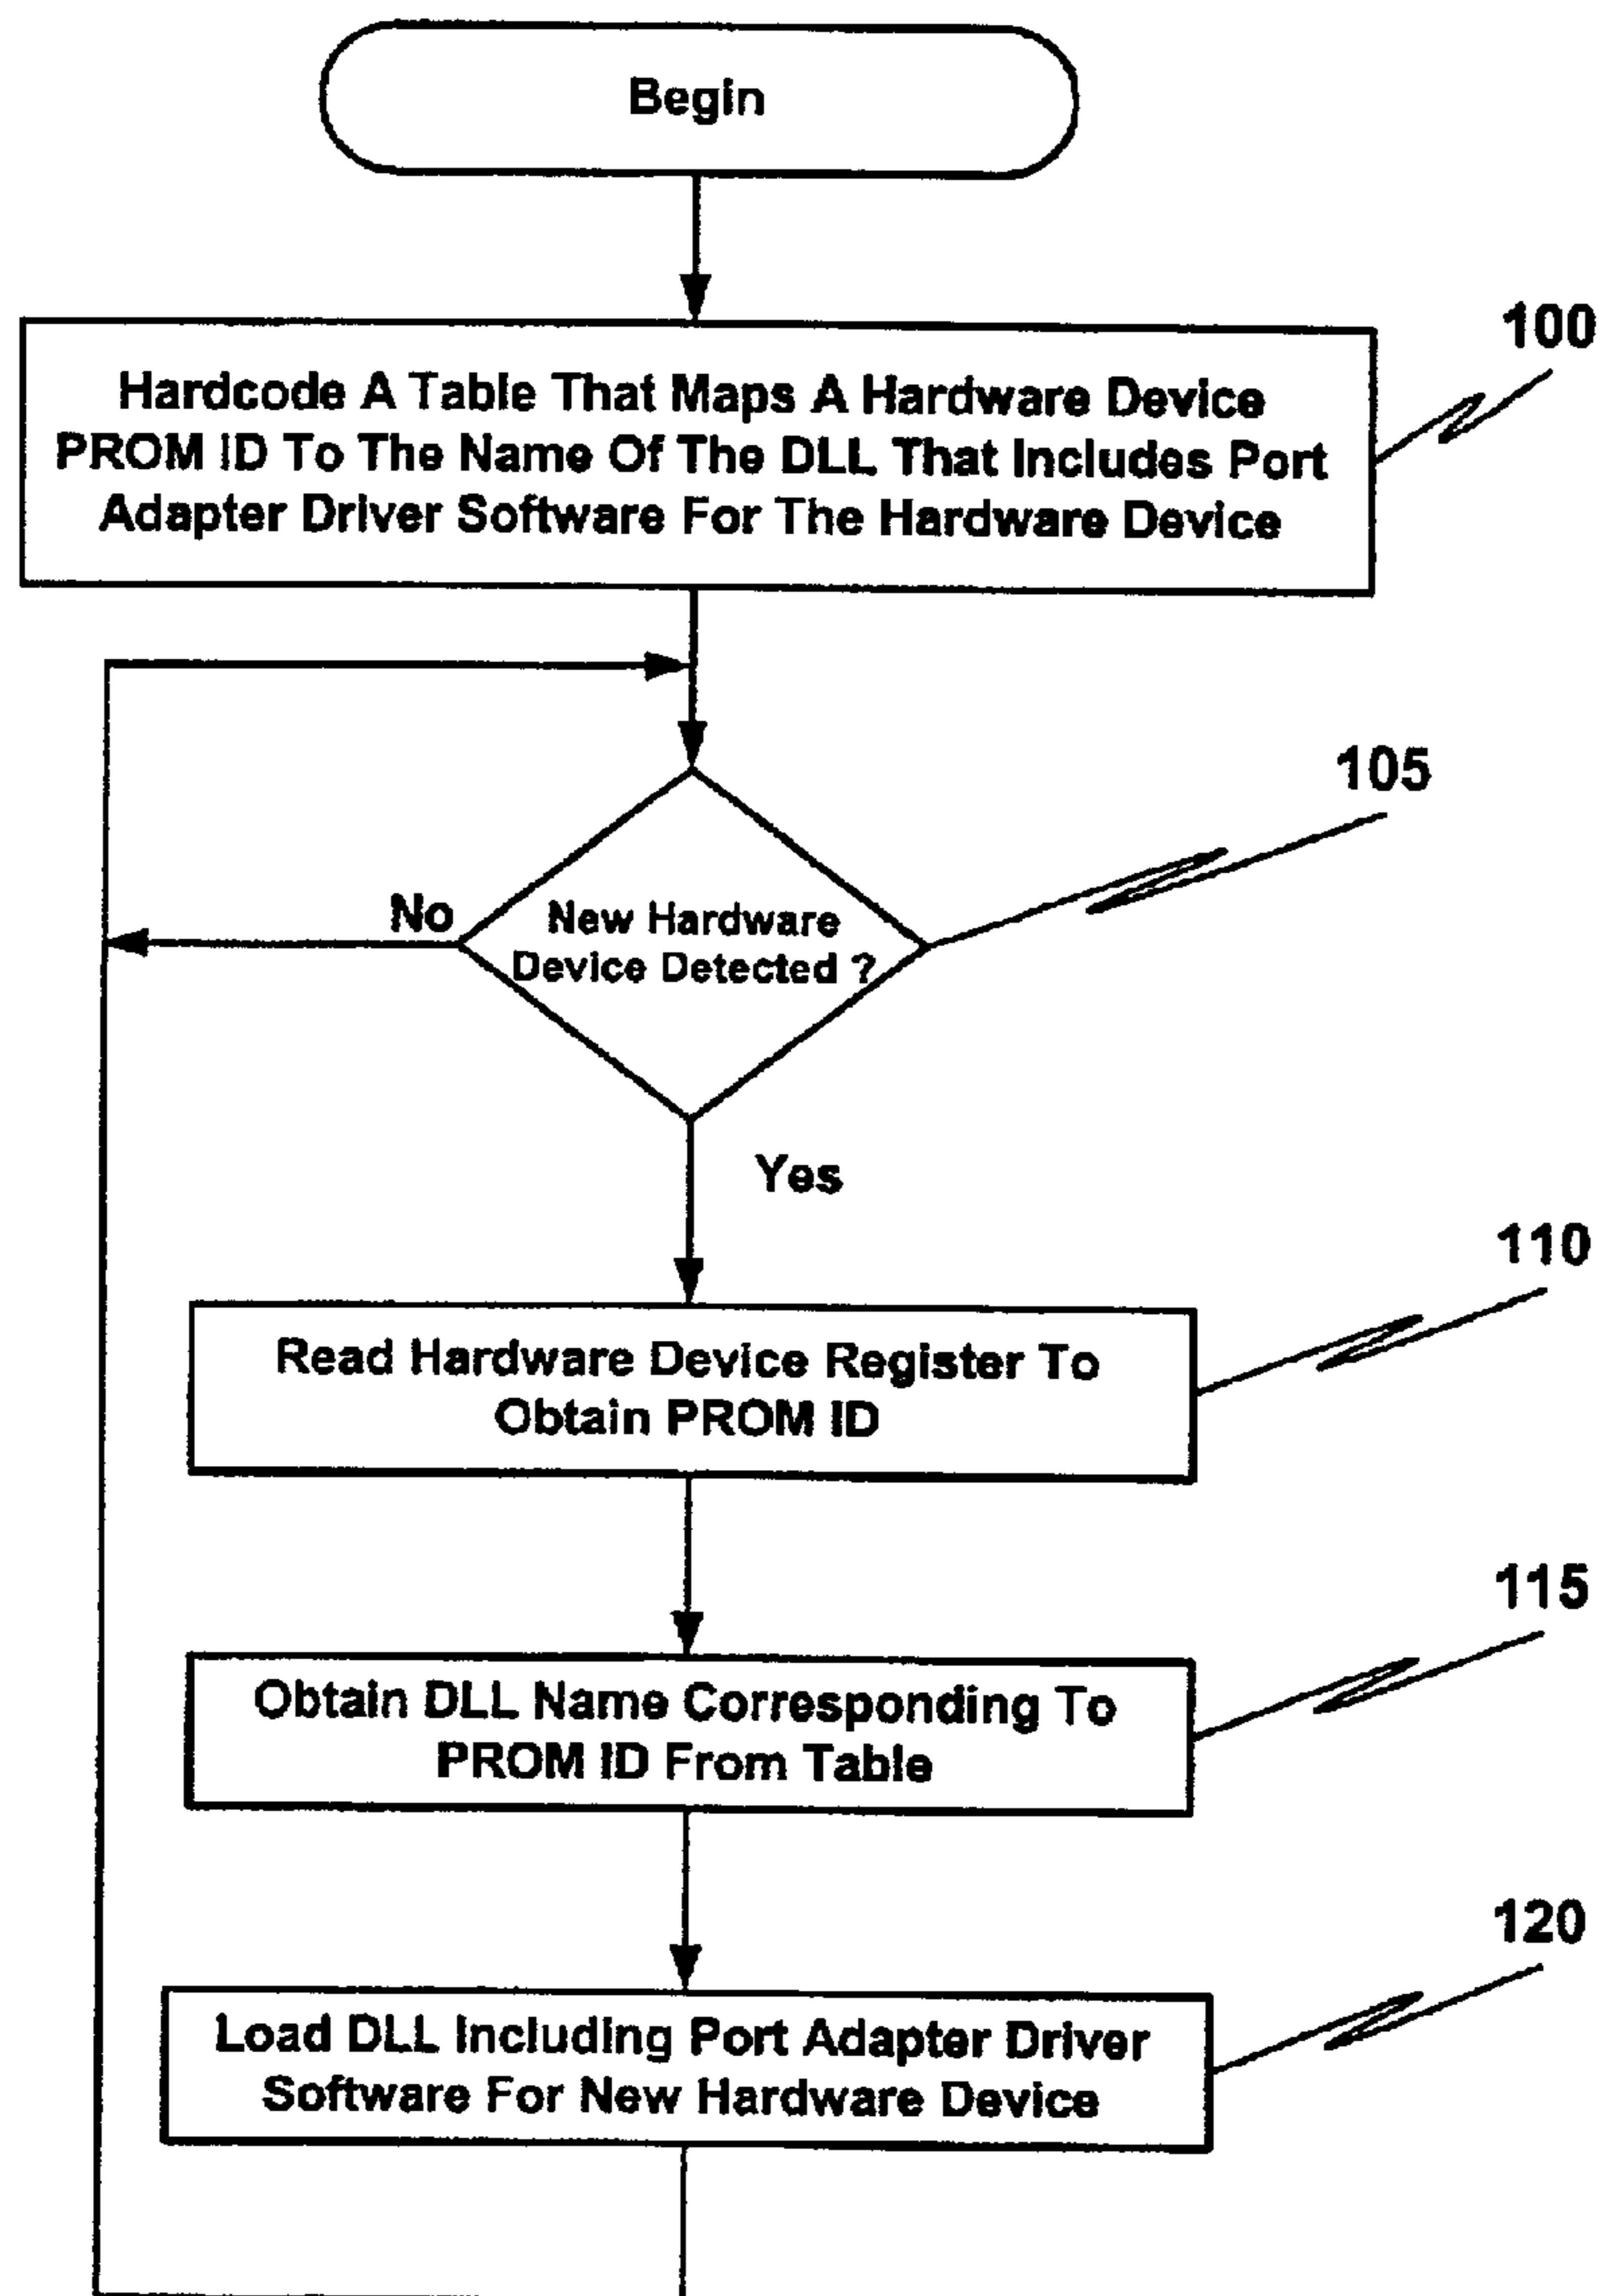 Begin
100
Hardcode A Table That Maps A Hardware Device
PROM ID To The Name Of The DLL That Includes Port
Adapter Driver Software For The Hardware Device
105
No
New Hardware
Device Detected ?
Yes
110
Read Hardware Device Register To
Obtain PROM ID
115
Obtain DLL Name Corresponding To
PROM ID From Table
120
Load DLL Including Port Adapter Driver
Software For New Hardware Device